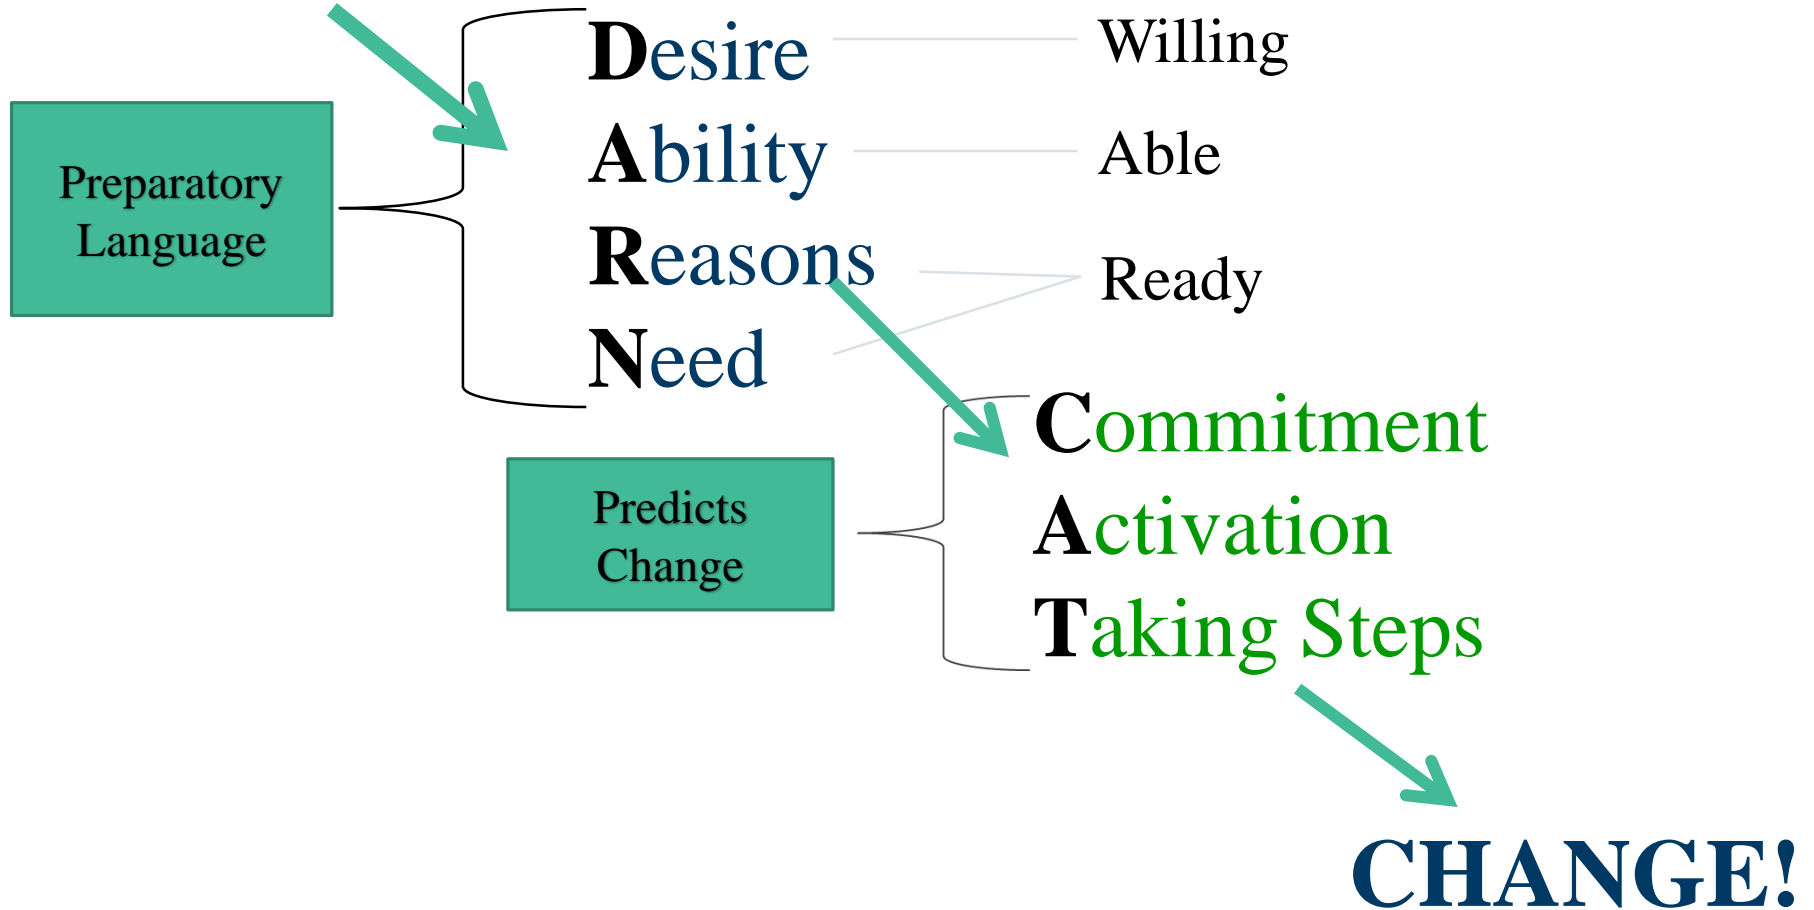 Desire
Willing
Ability
Able
Preparatory
Language
Reasons
Ready
Need
Commitment
Predicts
Change
Activation
Taking Steps
CHANGE!